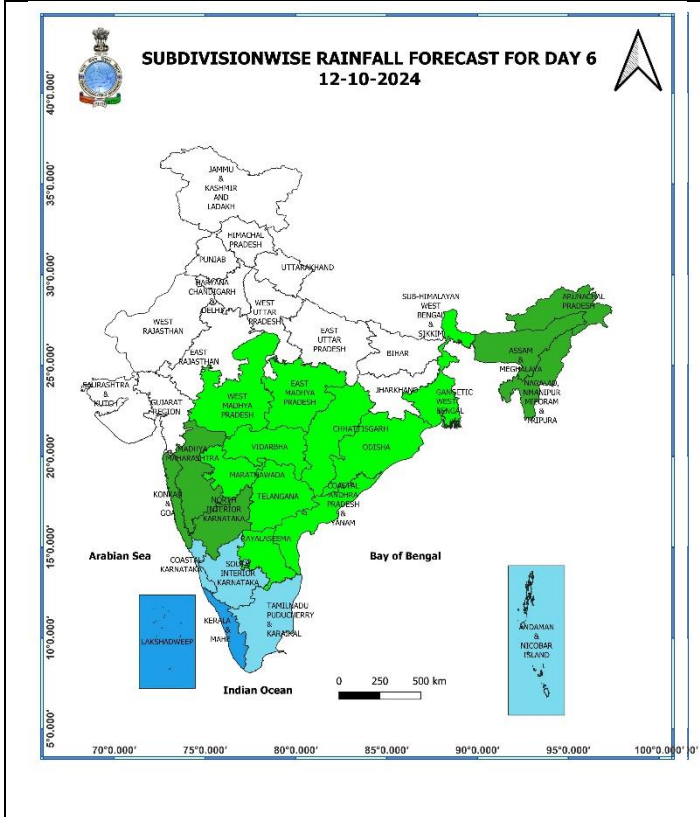 SUBDIVISIONWISE RAINFALL FORECAST FOR DAY 6
12-10-2024
40°0.000'
35°0.000'
30°0.000'
25°0.000'
20°0.000'
15°0.000'
10°0.000'
5°0.000'
JAMMU
&
KASHMIR
AND
LADAKH
HIMACHAL
PRADESH
PUNJAB
UTTARAKHAND
HARYANA
CHANDIGARH
&
DELHI
WEST
UTTAR
PRADESH
WEST
RAJASTHAN
EAST
RAJASTHAN
EAST
UTTAR
PRADESH
BIHAR
SUB-HIMALAYAN
WEST
BENGAL
&
SIKKIM
ARUNACHAL
PRADESH
ASSAM
&
MEGHALAYA
NAGALAD,
NMANIPUR
MIZORAM
&
TRIPURA
SAURASHTRA
&
KUTCH
GUJARAT
REGION
WEST
MADHYA
PRADESH
EAST
MADHYA
PRADESH
JHARKHAND
GANGETIC
WEST
BENGAL
CHHATTISGARH
ODISHA
VIDARBHA
MADHYA
MAHARASHTRA
MARATHWADA
KONKAN
&
GOA
NORTH
INTERIOR
KARNATAKA
TELANGANA
COASTAL
ANDHRA
PRADESH
&
YANAM
RAYALASEEMA
COASTAL
KARNATAKA
SOUTH
INTERIOR
KARNATAKA
TAMILNADU
PUDUCHERRY
&
KARAIKAL
KERALA
&
MAHE
LAKSHADWEEP
ANDAMAN
&
NICOBAR
ISLAND
Arabian Sea
Bay of Bengal
Indian Ocean
0 250 500 km
70°0.000' 75°0.000' 80°0.000' 85°0.000' 90°0.000' 95°0.000' 100°0.000'